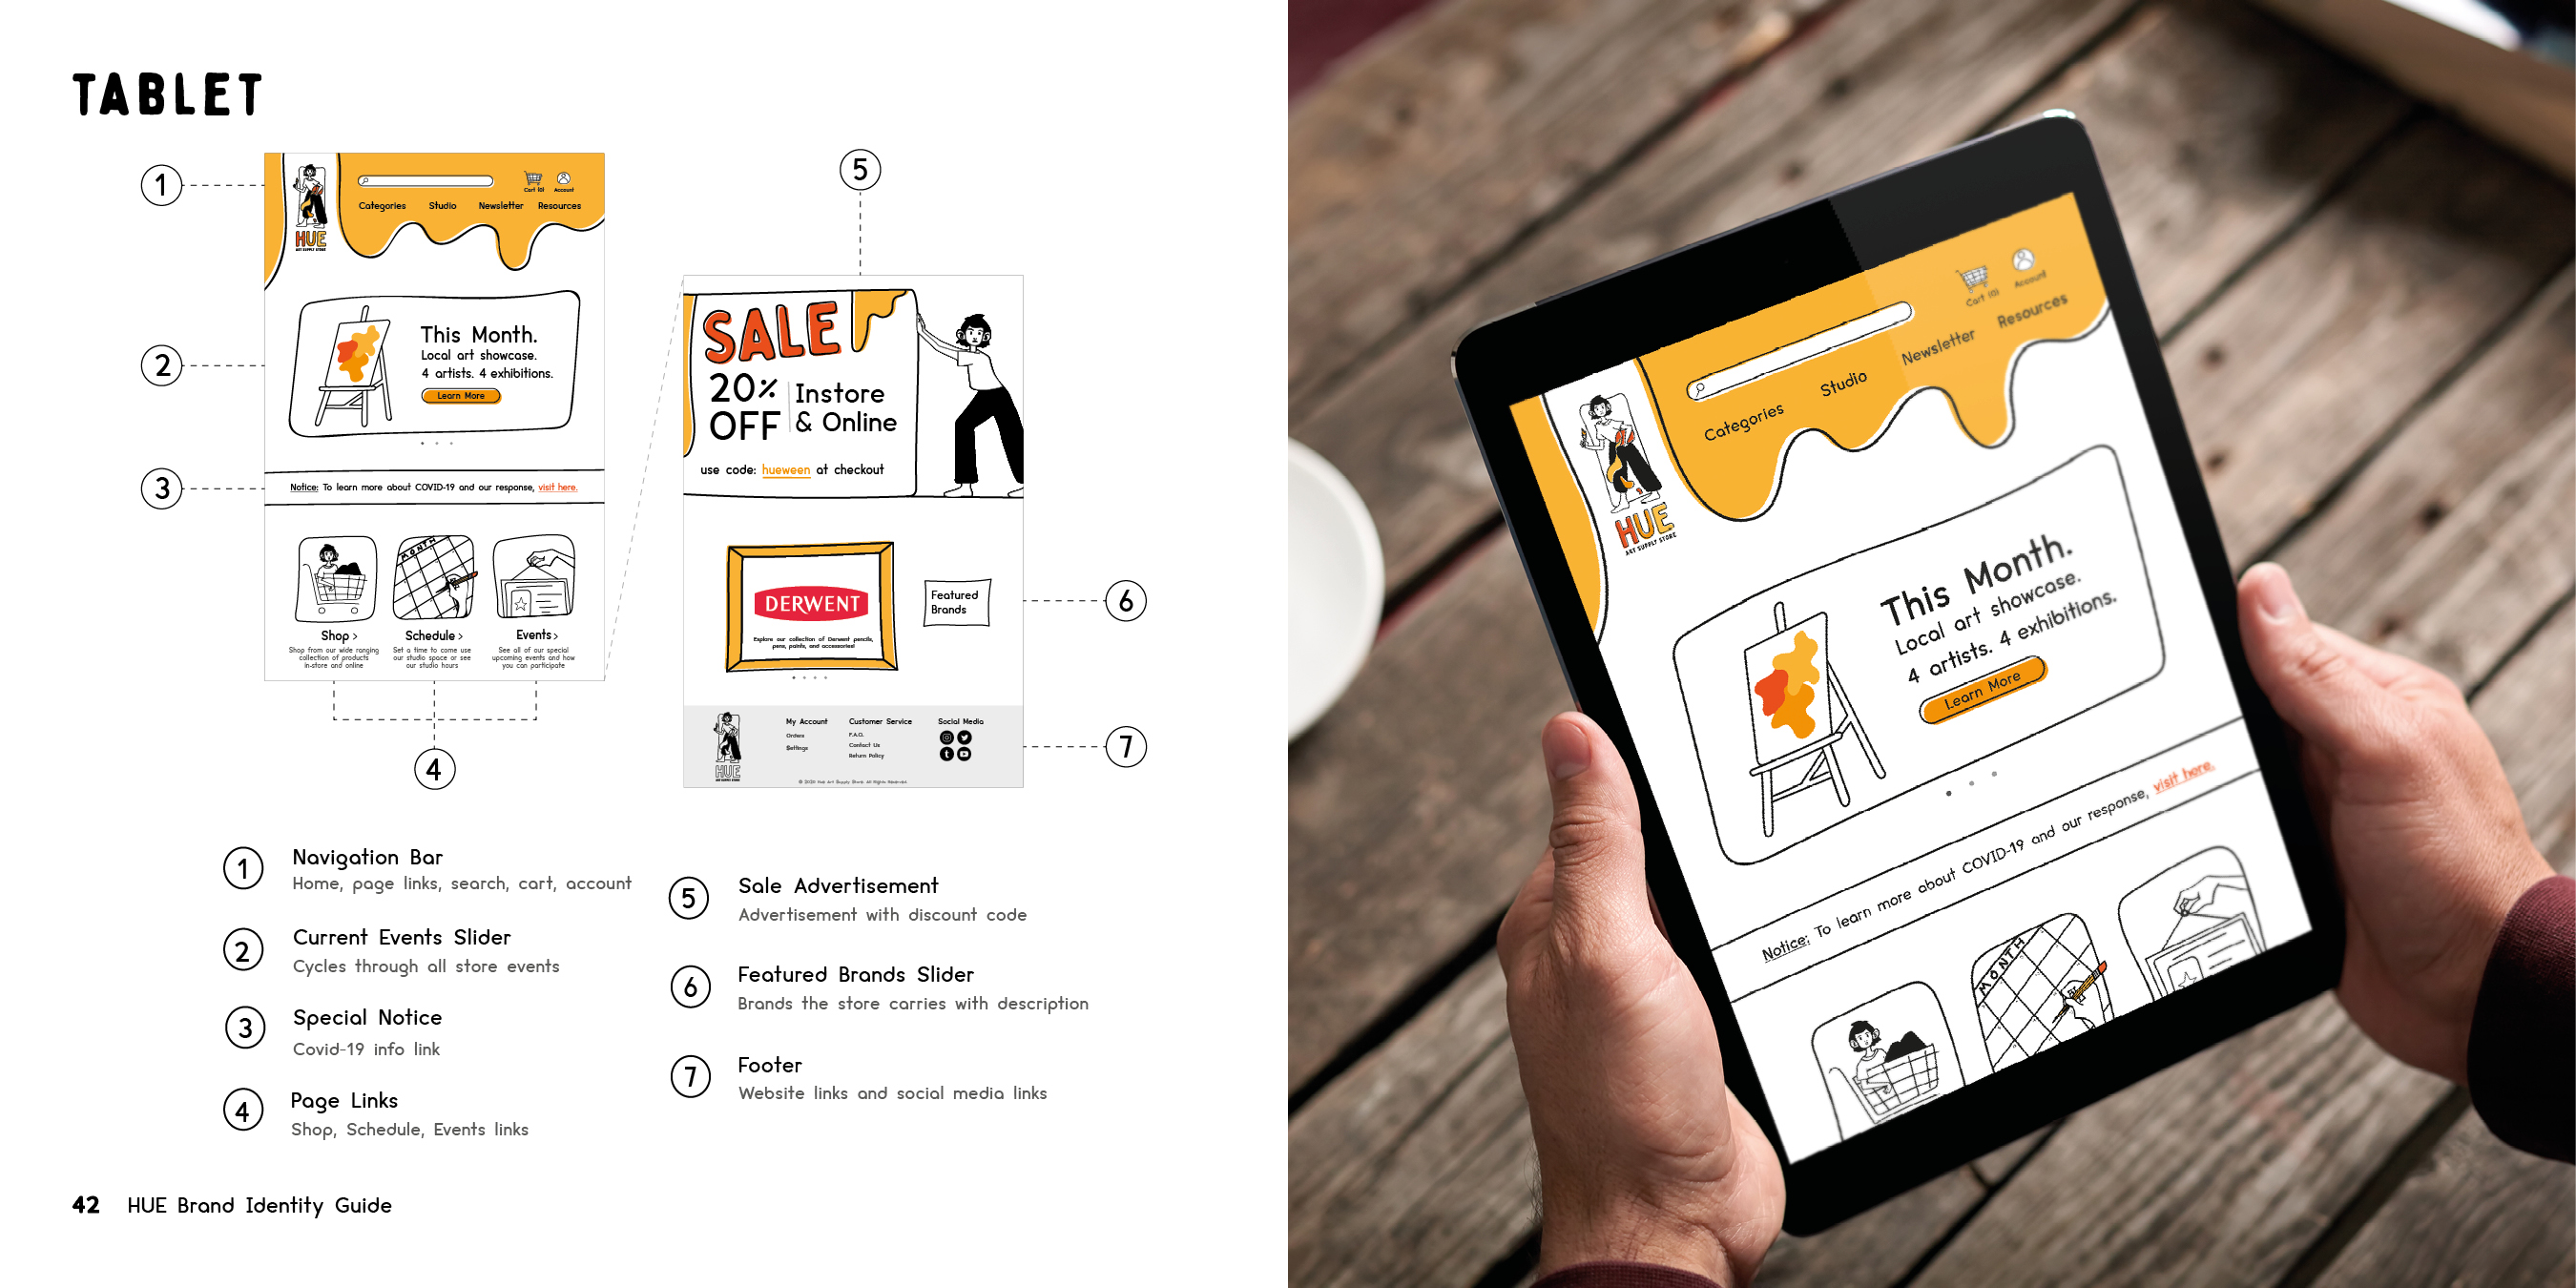 TABLET
1
HUE
ART SUPPLY STORE
Cart (0)
Account
Categories
Studio
Newsletter
Resources
2
This Month.
Local art showcase.
4 artists. 4 exhibitions.
Learn More
3
Notice: To learn more about COVID-19 and our response, visit here.
MONTH
Shop >
Shop from our wide ranging
collection of products
in-store and online
Schedule >
Set a time to come use
our studio space or see
our studio hours
Events >
See all of our special
upcoming events and how
you can participate
4
5
SALE
20%
OFF
Instore
& Online
use code: hueween at checkout
DERWENT
Explore our collection of Derwent pencils,
pens, paints, and accessories!
Featured
Brands
6
HUE
ART SUPPLY STORE
My Account
Orders
Settings
Customer Service
F.A.Q.
Contact Us
Return Policy
Social Media
© 2020 Hue Art Supply Store. All Rights Reserved.
7
1
Navigation Bar
Home, page links, search, cart, account
2
Current Events Slider
Cycles through all store events
3
Special Notice
Covid-19 info link
4
Page Links
Shop, Schedule, Events links
5
Sale Advertisement
Advertisement with discount code
6
Featured Brands Slider
Brands the store carries with description
7
Footer
Website links and social media links
42 HUE Brand Identity Guide
HUE
ART SUPPLY STORE
Cart (0)
Account
Categories
Studio
Newsletter
Resources
This Month.
Local art showcase.
4 artists. 4 exhibitions.
Learn More
Notice: To learn more about COVID-19 and our response, visit here.
MONTH